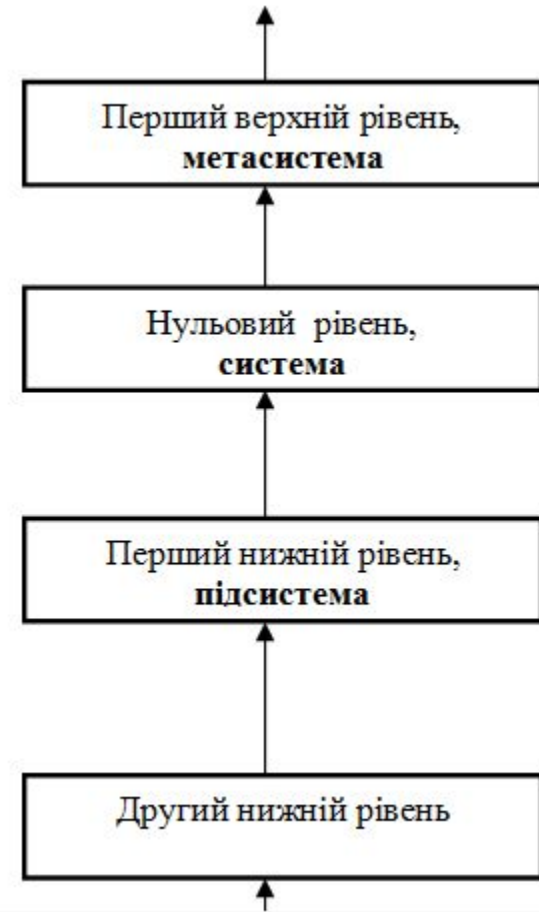 Перший верхній рівень,
метасистема
Нульовий рівень,
система
Перший нижній рівень,
підсистема
Другий нижній рівень